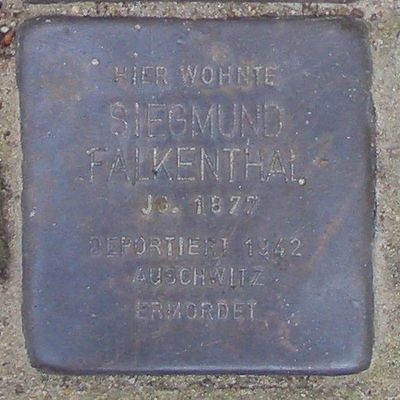 HIER WOHNTE
SIEGMUND
FALKENTHAL
JG. 1877
DEPORTIERT 1942
AUSCHWITZ
ERMORDET